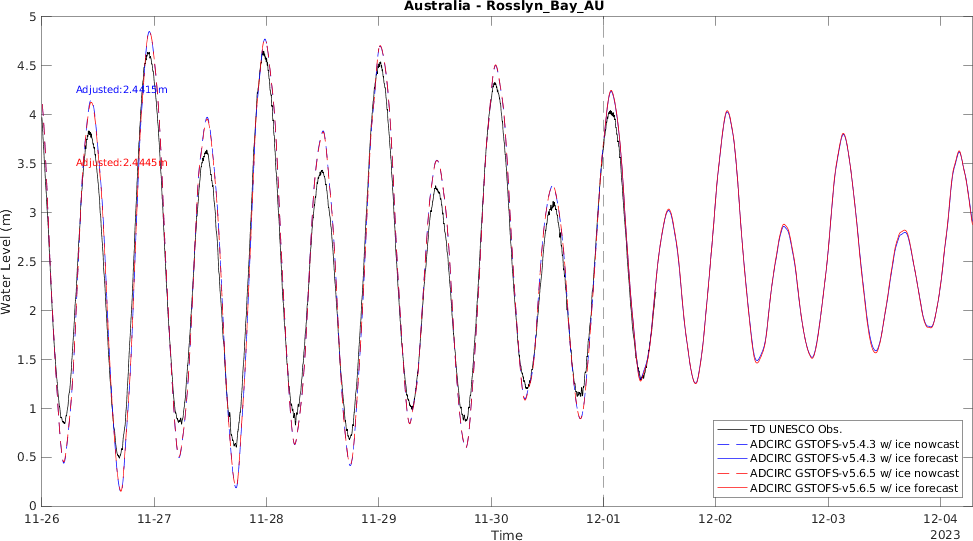 Australia - Rosslyn_Bay_AU
5
4.5
4
3.5
3
2.5
2
1.5
1
0.5
0
Water Level (m)
Adjusted:2.4415m
Adjusted:2.4445m
TD UNESCO Obs.
ADCIRC GSTOFS-v5.4.3 w/ ice nowcast
ADCIRC GSTOFS-v5.4.3 w/ ice forecast
ADCIRC GSTOFS-v5.6.5 w/ ice nowcast
ADCIRC GSTOFS-v5.6.5 w/ ice forecast
11-26 11-27 11-28 11-29 11-30 12-01 12-02 12-03 12-04
Time
2023